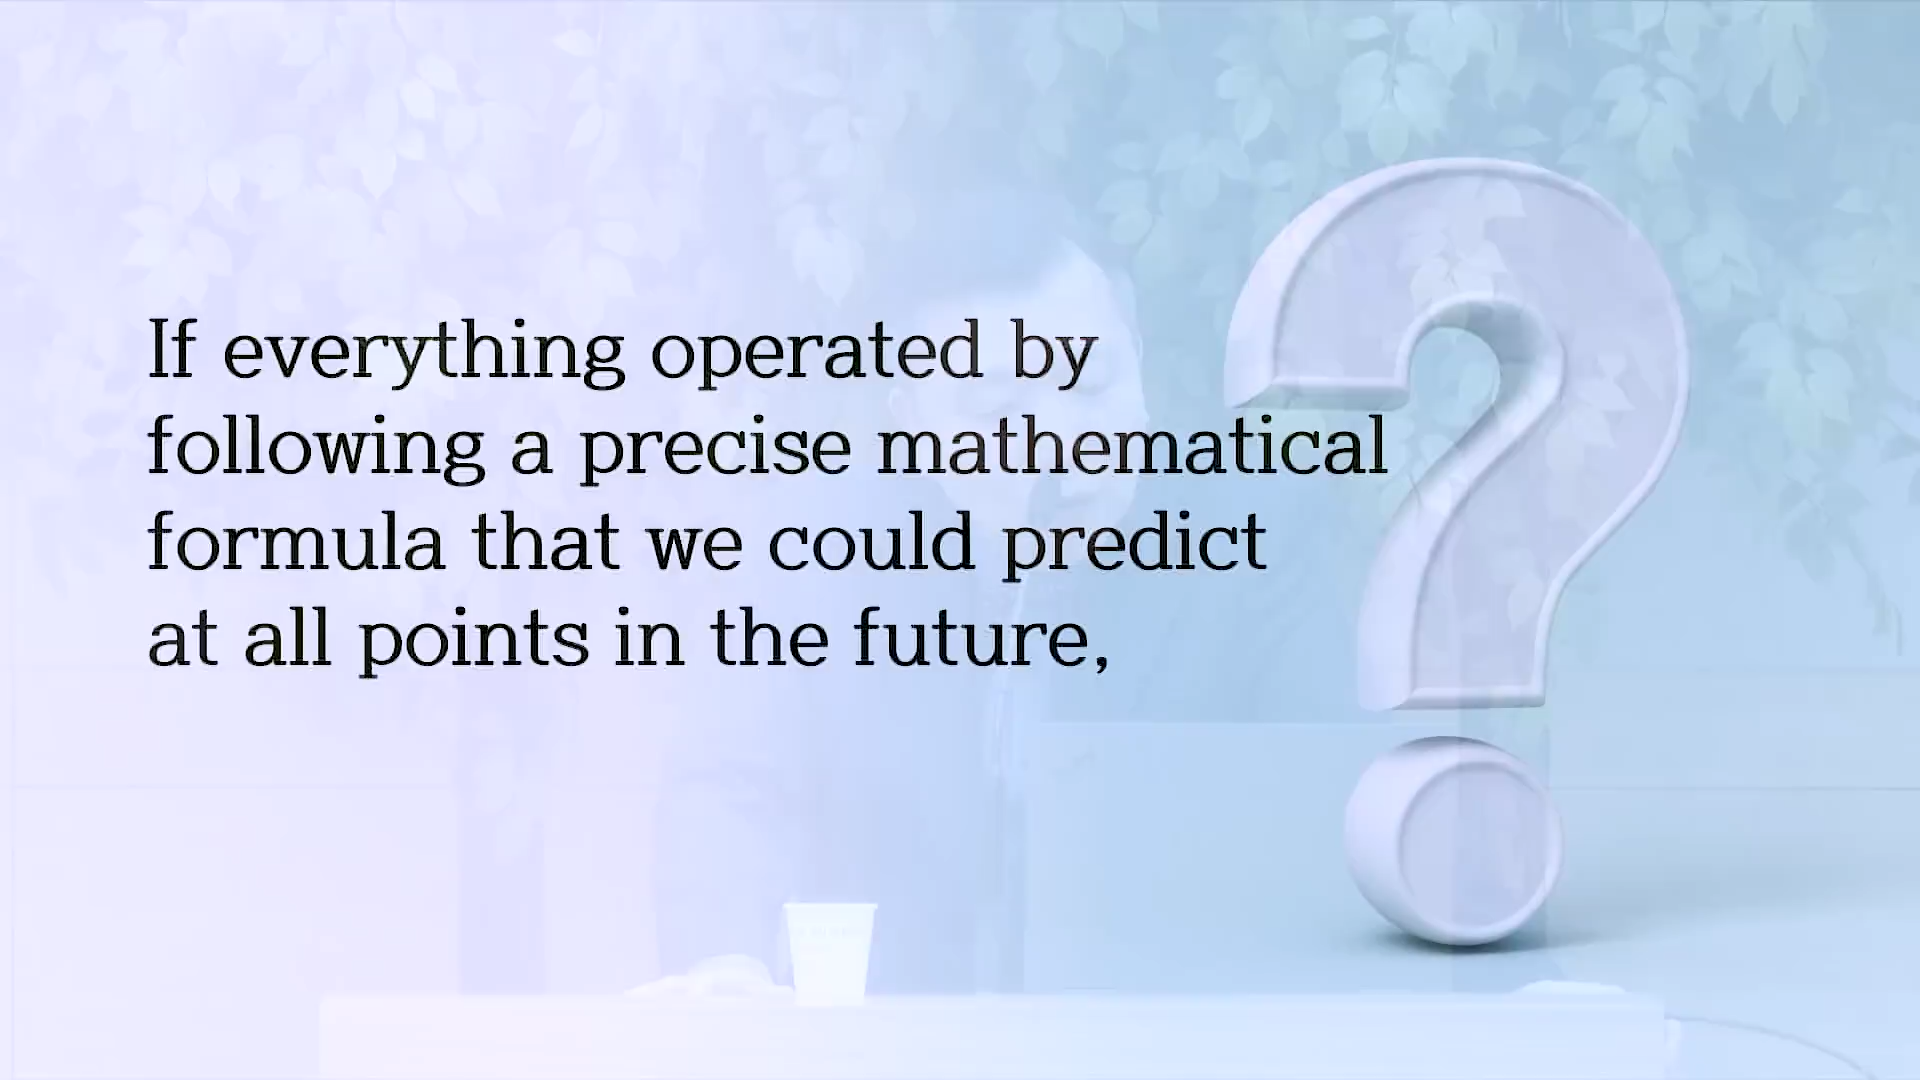 If everything operated by
following a precise mathematical
formula that we could predict
at all points in the future,